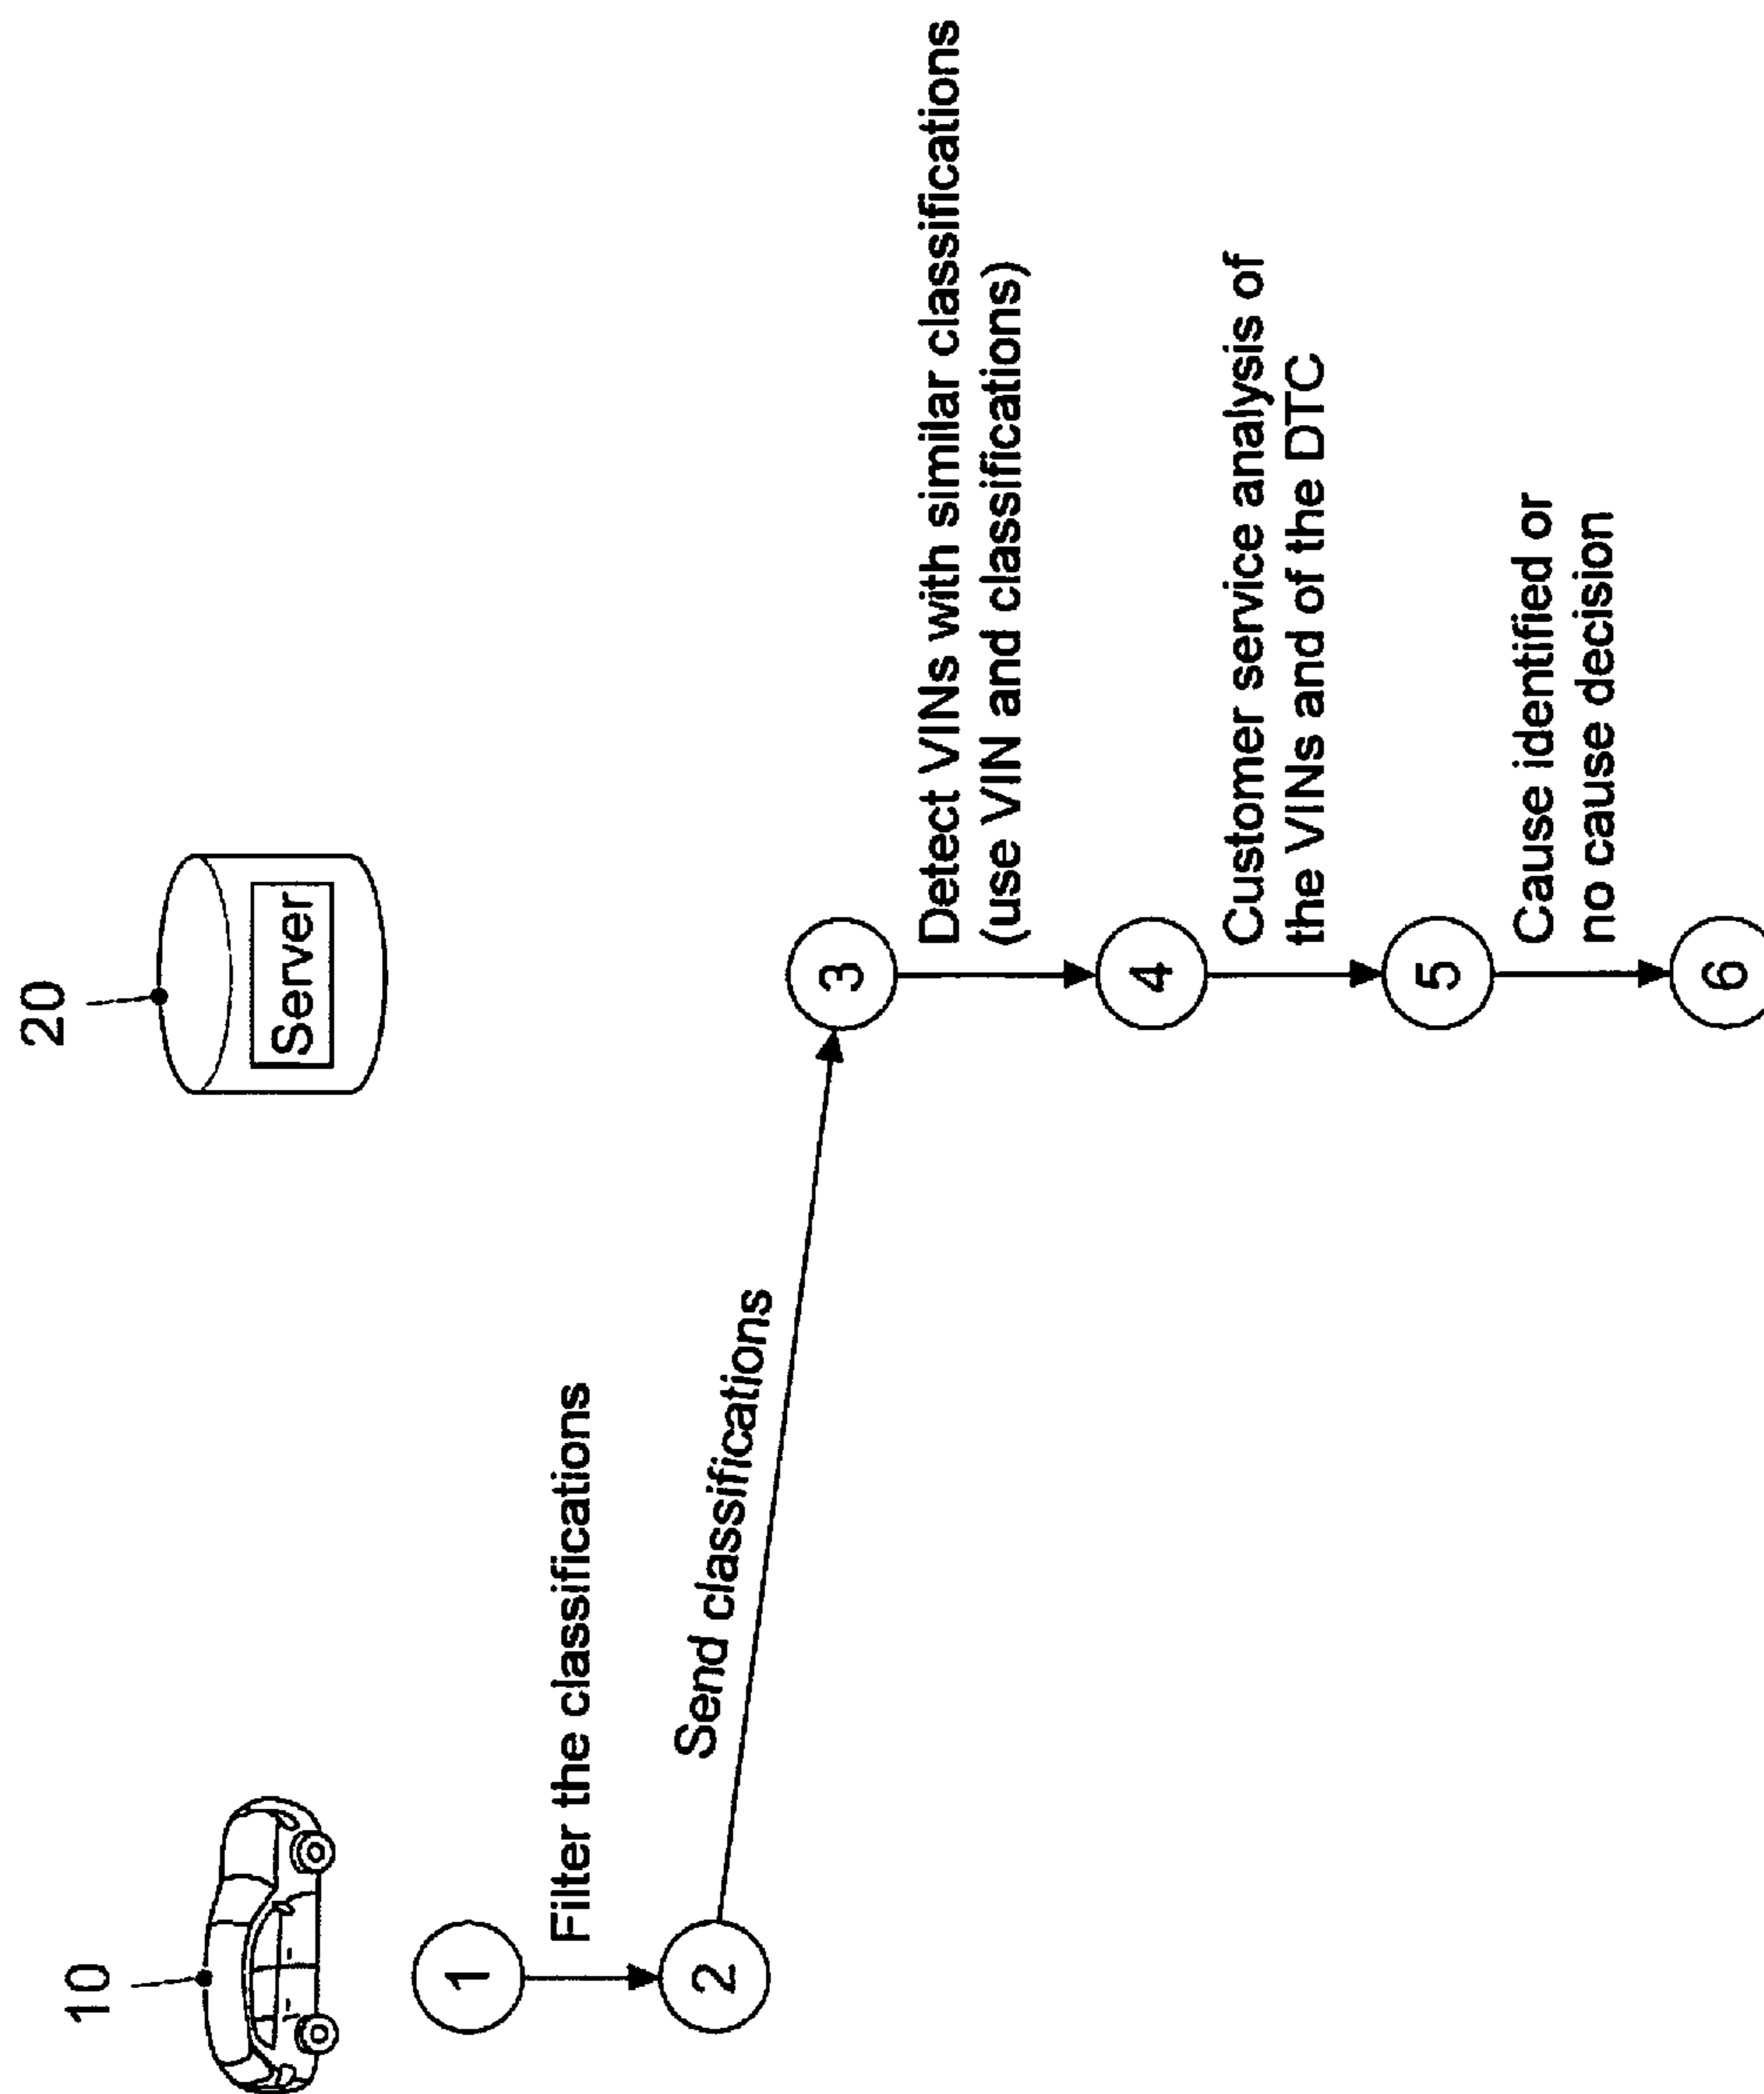 10
20
Server
1
Filter the classifications
2
Send classifications
3
Detect VINs with similar classifications
(use VIN and classifications)
4
Customer service analysis of
the VINs and of the DTC
5
Cause identified or
no cause decision
6